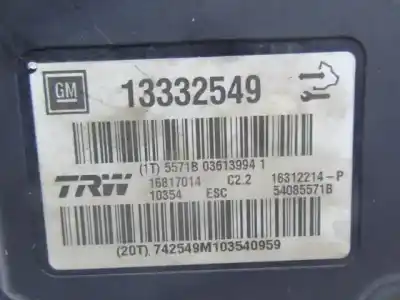 GM 13332549
(1T) 5571B 03613994 1
TRW 16817014 C2.2 16312214-P
10354 ESC 54085571B
(20T) 742549M103540959